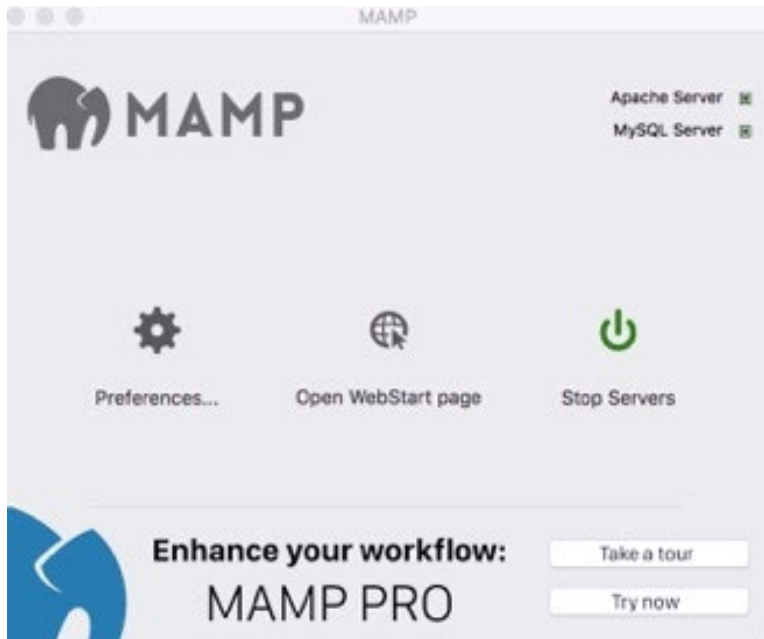 MAMP
MAMP
Apache Server
MySQL Server
Preferences...
Open WebStart page
Stop Servers
Enhance your workflow:
MAMP PRO
Take a tour
Try now